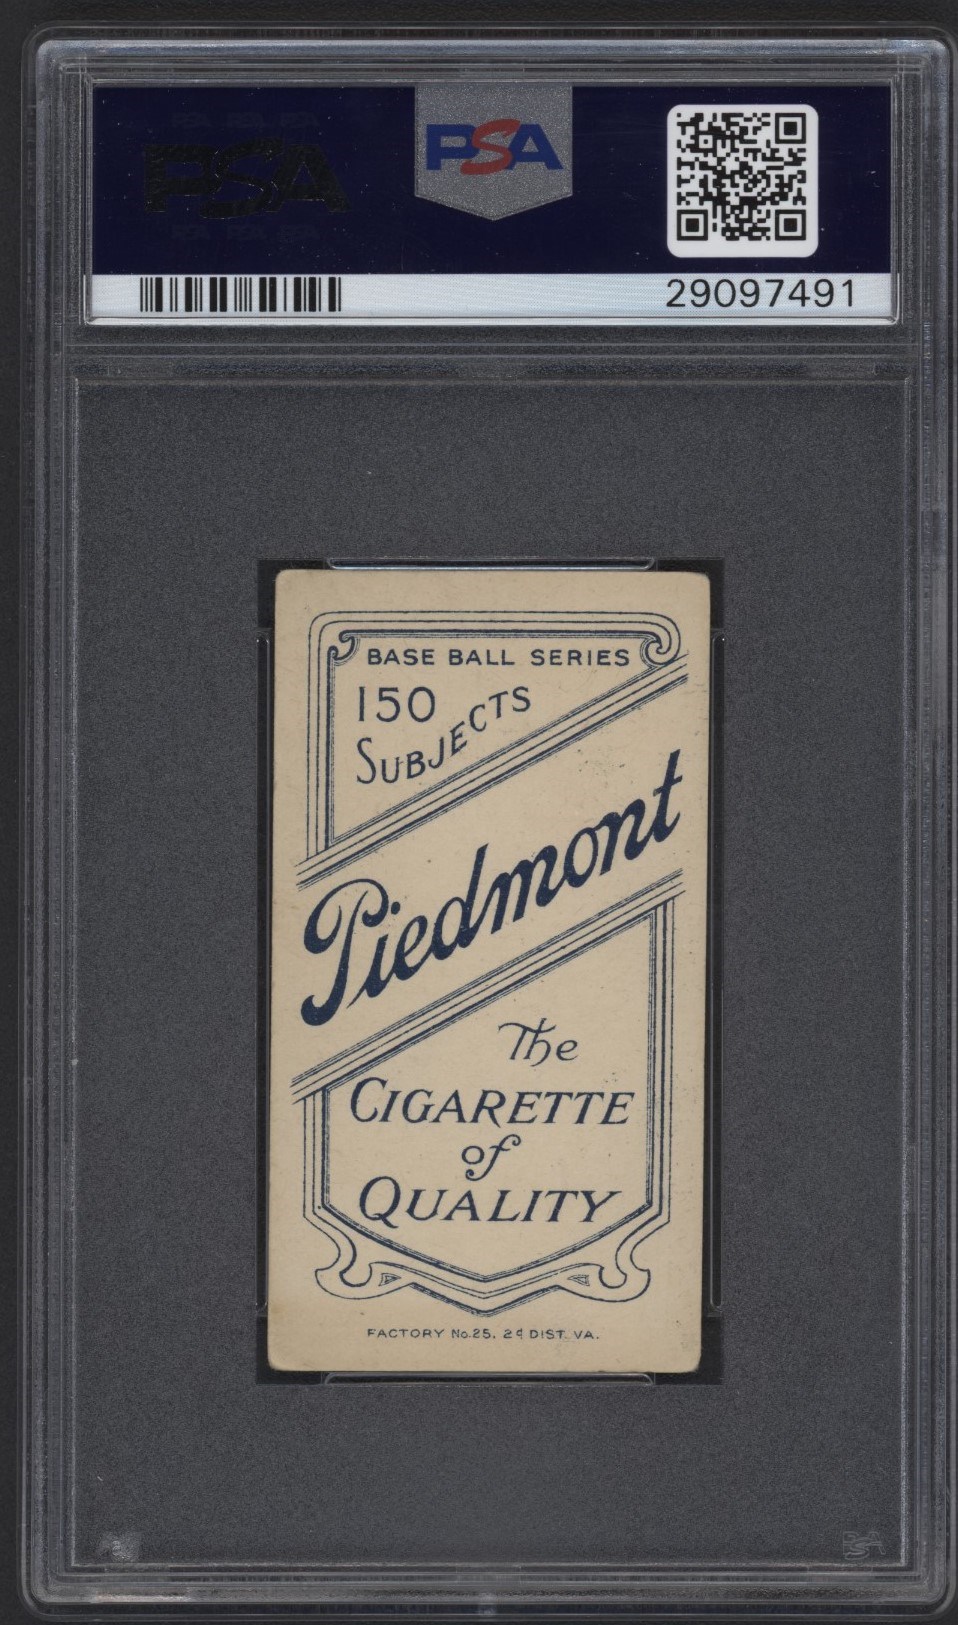 PSA
PSA
29097491
BASE BALL SERIES
150
SUBJECTS
Piedmont
The
CIGARETTE
of
QUALITY
FACTORY No. 25, 2d DIST. VA.